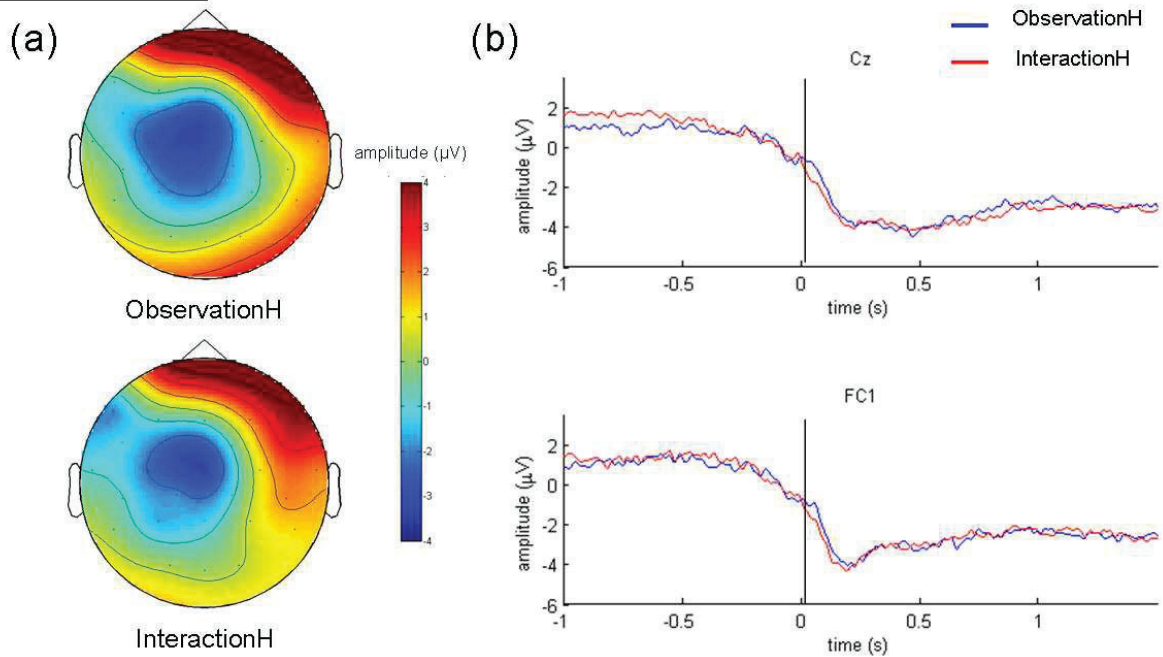 (a)
ObservationH
amplitude (µV)
4
3
2
1
0
-1
-2
-3
-4
InteractionH
(b)
ObservationH
InteractionH
Cz
amplitude (µV)
2
0
-2
-4
-6
-1
-0.5
0
0.5
1
time (s)
FC1
amplitude (µV)
2
0
-2
-4
-6
-1
-0.5
0
0.5
1
time (s)